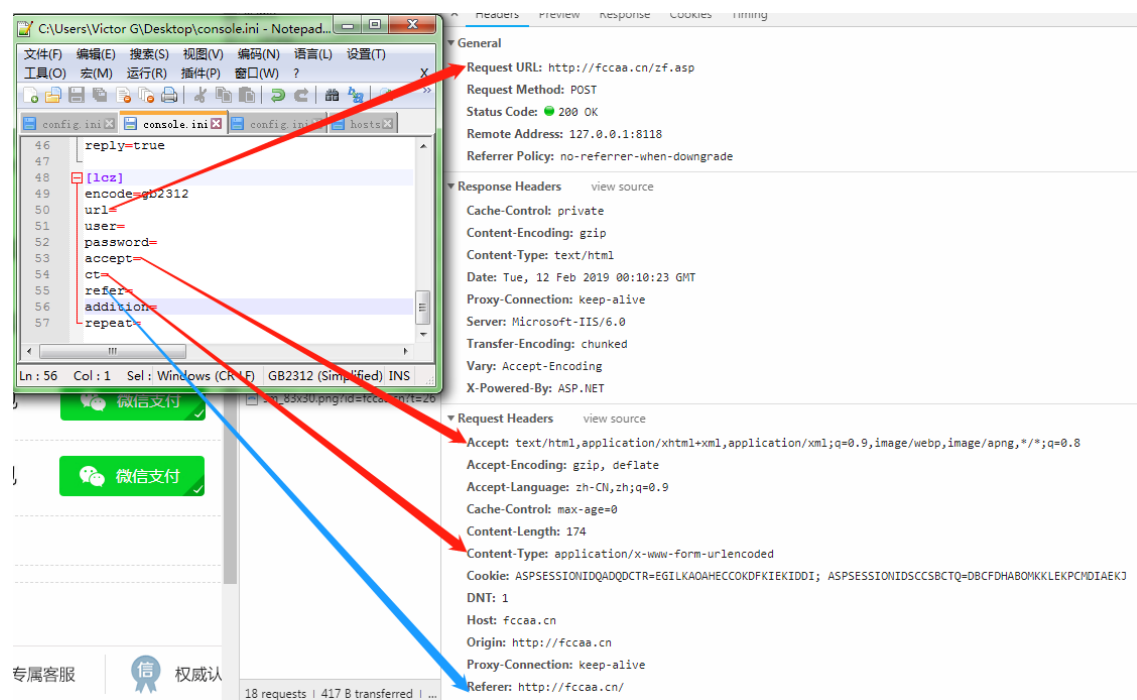 C:\Users\Victor G\Desktop\console.ini - Notepad...
文件(F) 编辑(E) 搜索(S) 视图(V) 编码(N) 语言(L) 设置(T)
工具(O) 宏(M) 运行(R) 插件(P) 窗口(W) ? X
config.ini console.ini config.ini hosts
46 reply=true
47
48 [lcz]
49 encode=gb2312
50 url=
51 user=
52 password=
53 accept=
54 ct=
55 refer=
56 addition=
57 repeat=
Ln : 56 Col : 1 Sel : Windows (CR LF) GB2312 (Simplified) INS
微信支付
微信支付
专属客服 信 权威认
18 requests | 417 B transferred | ...
Headers Preview Response Cookies Timing
General
Request URL: http://fccaa.cn/zf.asp
Request Method: POST
Status Code: 200 OK
Remote Address: 127.0.0.1:8118
Referrer Policy: no-referrer-when-downgrade
Response Headers view source
Cache-Control: private
Content-Encoding: gzip
Content-Type: text/html
Date: Tue, 12 Feb 2019 00:10:23 GMT
Proxy-Connection: keep-alive
Server: Microsoft-IIS/6.0
Transfer-Encoding: chunked
Vary: Accept-Encoding
X-Powered-By: ASP.NET
Request Headers view source
Accept: text/html,application/xhtml+xml,application/xml;q=0.9,image/webp,image/apng,*/*;q=0.8
Accept-Encoding: gzip, deflate
Accept-Language: zh-CN,zh;q=0.9
Cache-Control: max-age=0
Content-Length: 174
Content-Type: application/x-www-form-urlencoded
Cookie: ASPSESSIONIDQADQDCTR=EGILKAOAHECCOKDFKIEKIDDI; ASPSESSIONIDSCCSBCTQ=DBCFDHABOMKKLEKPCMDIAEKJ
DNT: 1
Host: fccaa.cn
Origin: http://fccaa.cn
Proxy-Connection: keep-alive
Referer: http://fccaa.cn/